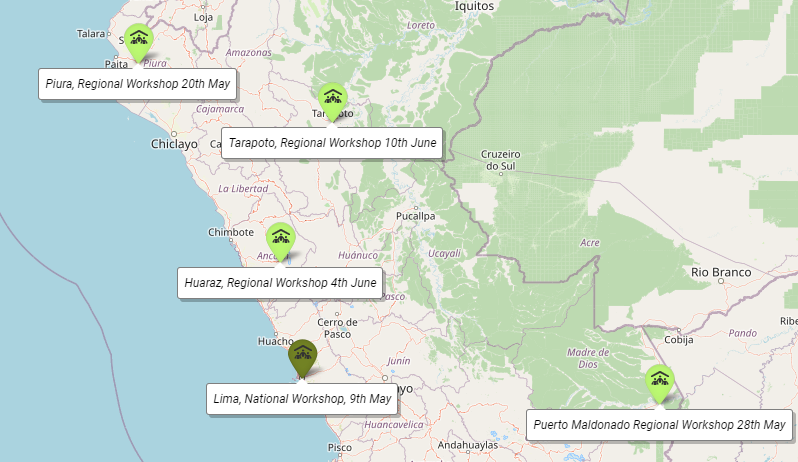 Iquitos
Loja
Talara
Loreto
Paita
Piura
Amazonas
Piura, Regional Workshop 20th May
Cajamarca
Tarapoto, Regional Workshop 10th June
Chiclayo
Cruzeiro
do Sul
La Libertad
Pucallpa
Chimbote
Acre
Huánuco
Ucayali
Rio Branco
Huaraz, Regional Workshop 4th June
Pasco
Cerro de
Pasco
Huacho
Cobija
Pando
Junín
Madre de
Dios
Lima, National Workshop, 9th May
Huancavelica
Puerto Maldonado Regional Workshop 28th May
Andahuaylas
Pisco